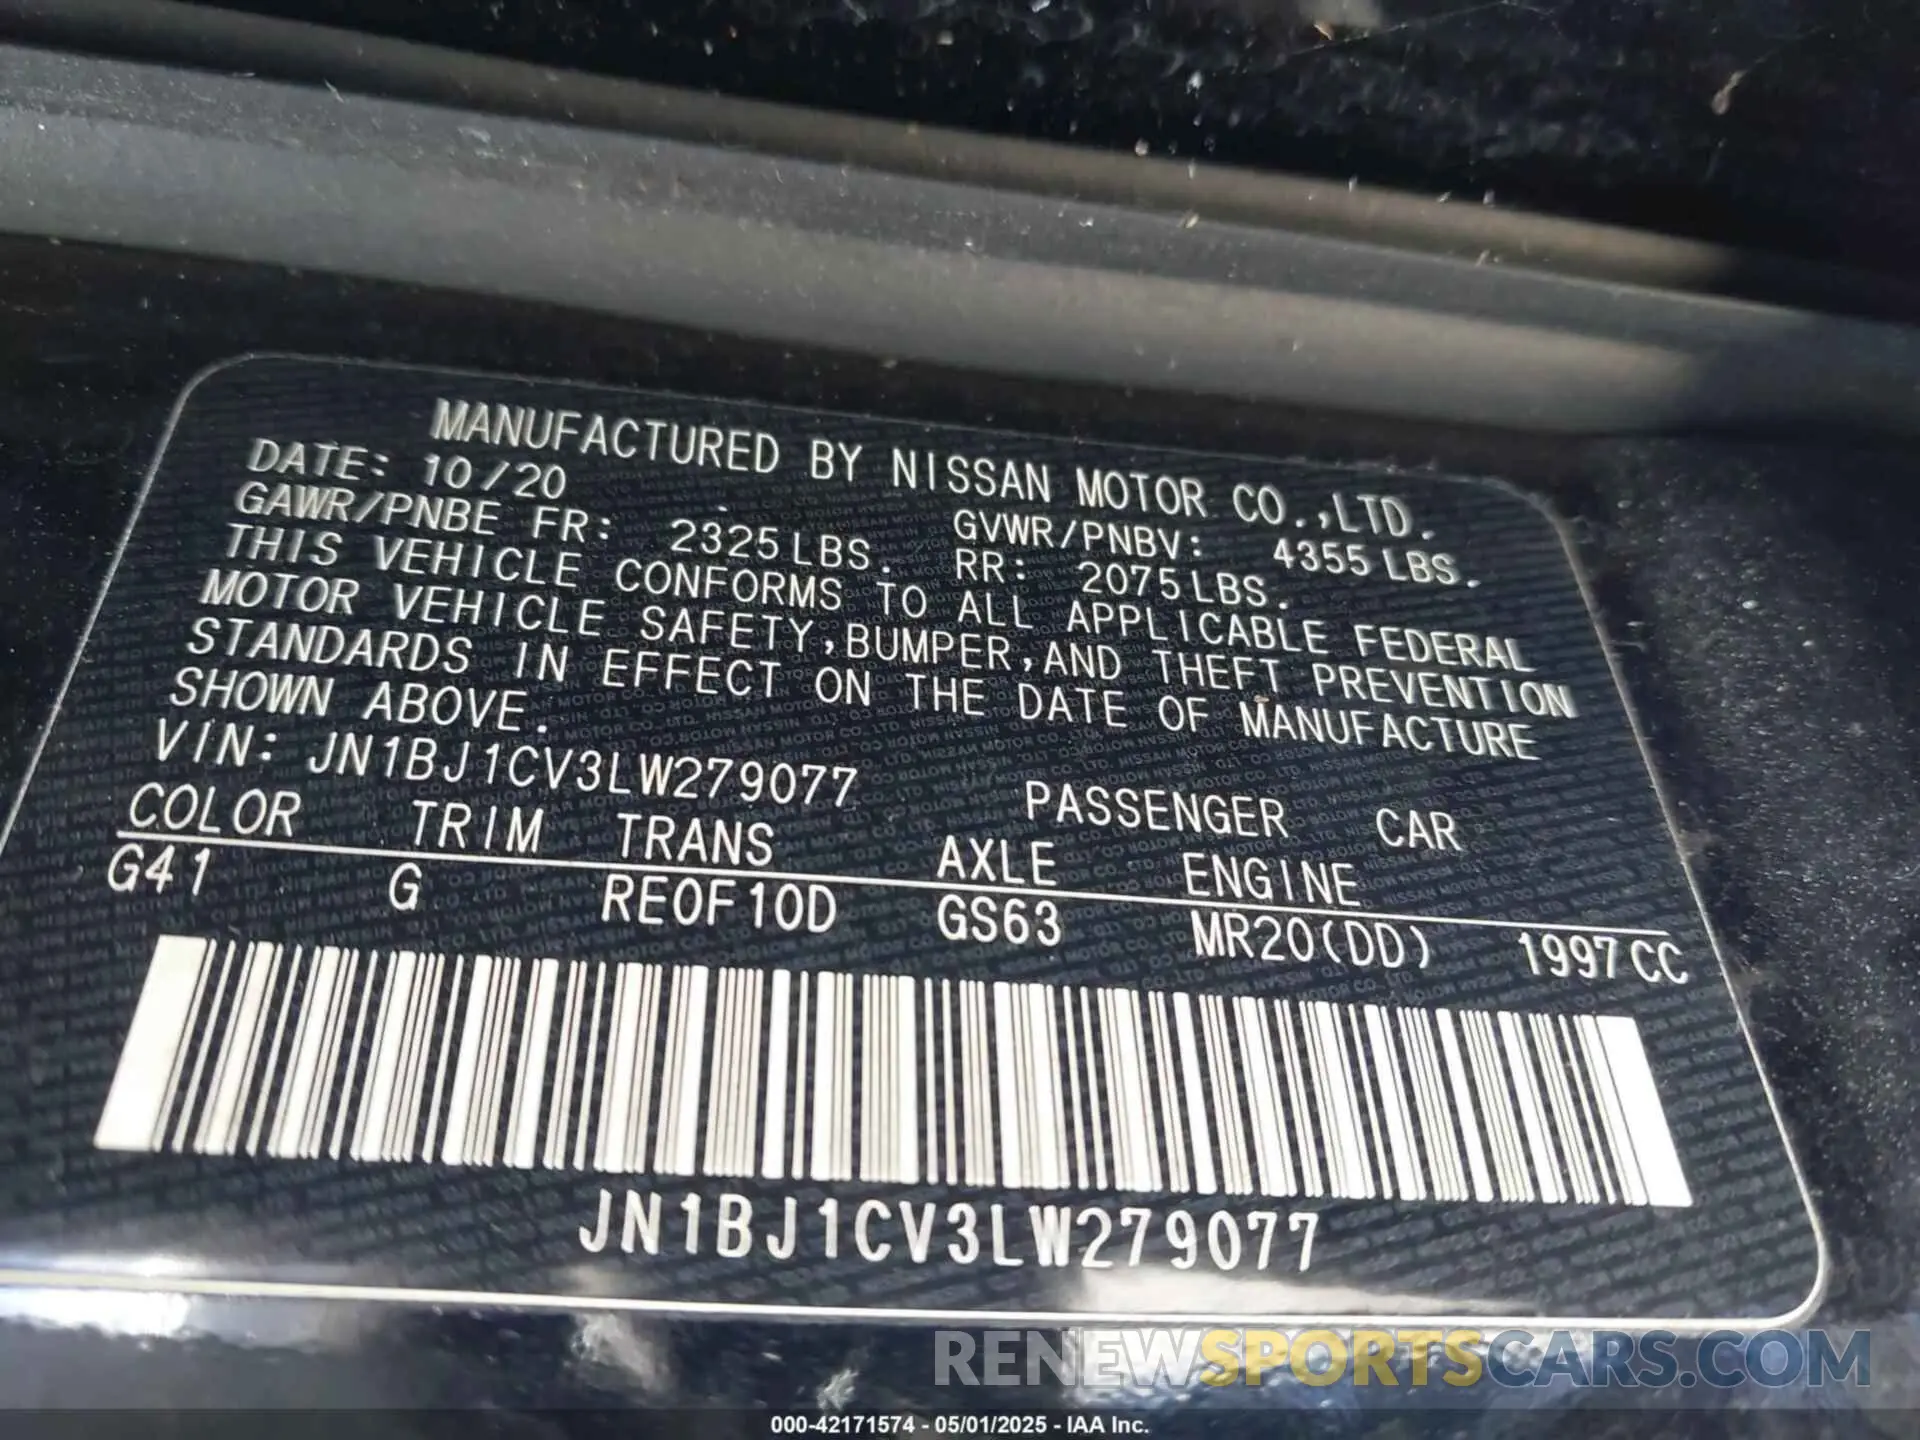 MANUFACTURED BY NISSAN MOTOR CO.,LTD.
DATE: 10/20 GVWR/PNBV: 4355LBS.
GAWR/PNBE FR: 2325LBS. RR: 2075LBS.
THIS VEHICLE CONFORMS TO ALL APPLICABLE FEDERAL
MOTOR VEHICLE SAFETY,BUMPER,AND THEFT PREVENTION
STANDARDS IN EFFECT ON THE DATE OF MANUFACTURE
SHOWN ABOVE.
VIN: JN1BJ1CV3LW279077 PASSENGER CAR
COLOR TRIM TRANS AXLE ENGINE
G41 G RE0F10D GS63 MR20(DD) 1997CC
JN1BJ1CV3LW279077
RENEWSPORTSCARS.COM
000-42171574 - 05/01/2025 - IAA Inc.